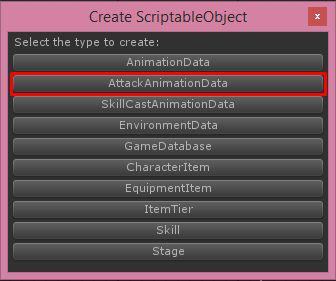 Create ScriptableObject
x
Select the type to create:
AnimationData
AttackAnimationData
SkillCastAnimationData
EnvironmentData
GameDatabase
CharacterItem
EquipmentItem
ItemTier
Skill
Stage